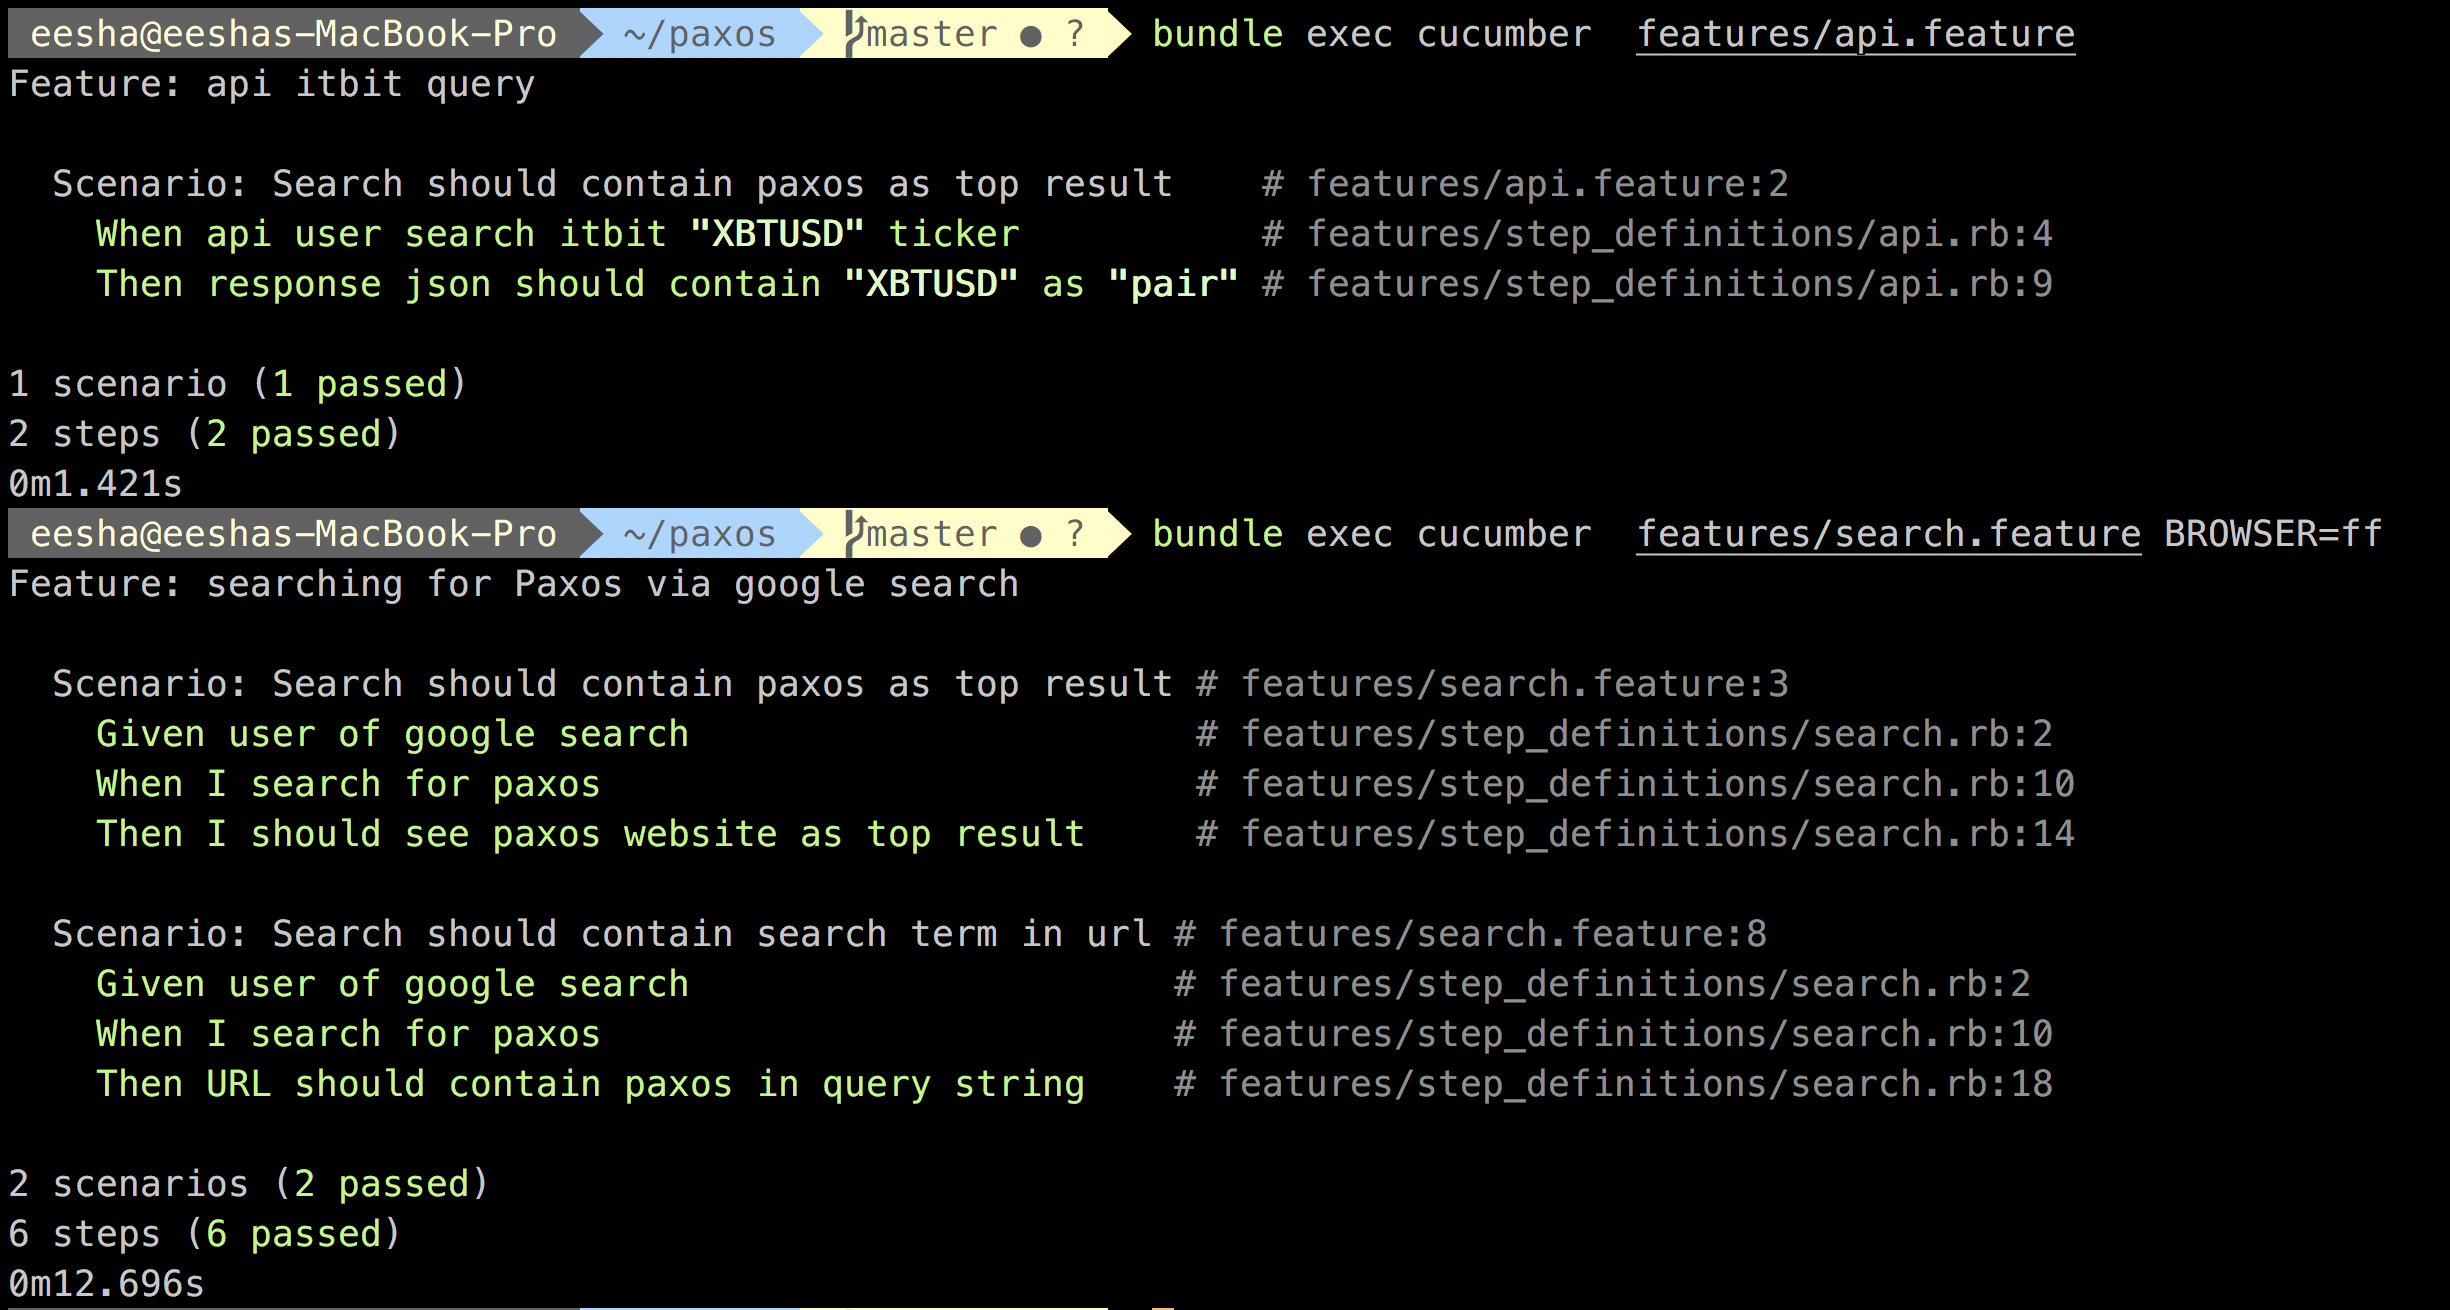 eesha@eeshas-MacBook-Pro ~/paxos master ● ? bundle exec cucumber  features/api.feature
Feature: api itbit query

  Scenario: Search should contain paxos as top result    # features/api.feature:2
    When api user search itbit "XBTUSD" ticker           # features/step_definitions/api.rb:4
    Then response json should contain "XBTUSD" as "pair" # features/step_definitions/api.rb:9

1 scenario (1 passed)
2 steps (2 passed)
0m1.421s
eesha@eeshas-MacBook-Pro ~/paxos master ● ? bundle exec cucumber  features/search.feature BROWSER=ff
Feature: searching for Paxos via google search

  Scenario: Search should contain paxos as top result # features/search.feature:3
    Given user of google search                       # features/step_definitions/search.rb:2
    When I search for paxos                           # features/step_definitions/search.rb:10
    Then I should see paxos website as top result     # features/step_definitions/search.rb:14

  Scenario: Search should contain search term in url # features/search.feature:8
    Given user of google search                      # features/step_definitions/search.rb:2
    When I search for paxos                          # features/step_definitions/search.rb:10
    Then URL should contain paxos in query string    # features/step_definitions/search.rb:18

2 scenarios (2 passed)
6 steps (6 passed)
0m12.696s